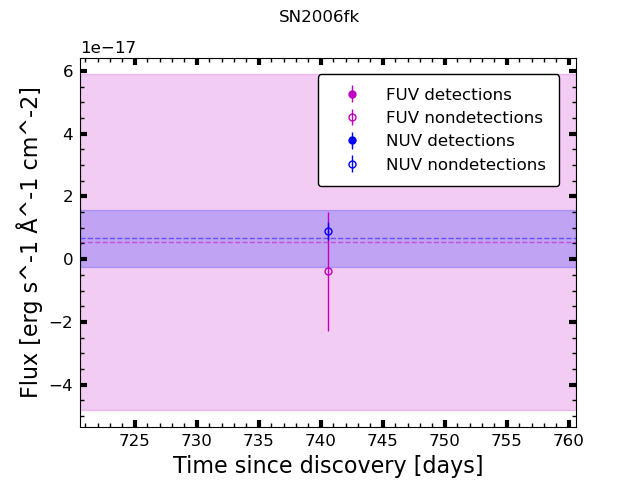 SN2006fk
1e−17
6
4
2
0
−2
−4
Flux [erg s^-1 Å^-1 cm^-2]
FUV detections
FUV nondetections
NUV detections
NUV nondetections
725 730 735 740 745 750 755 760
Time since discovery [days]